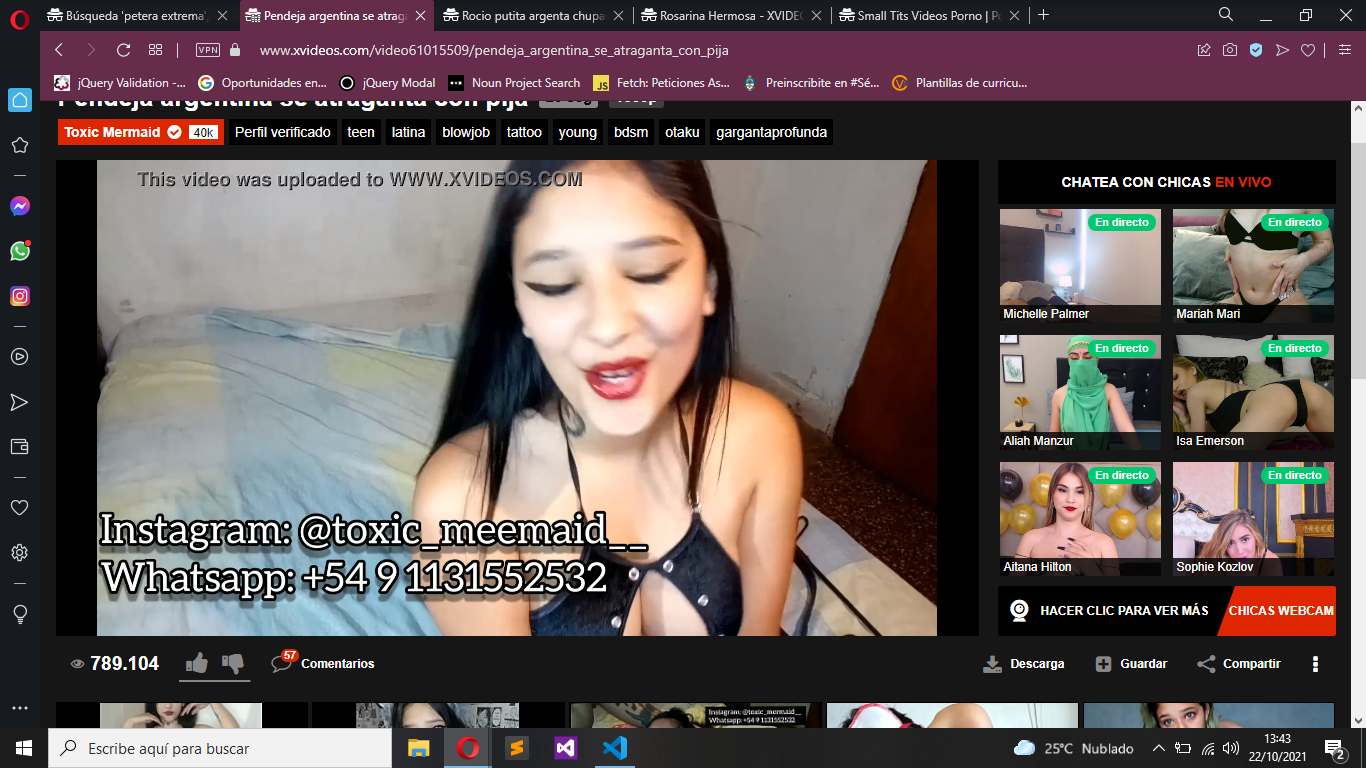 Búsqueda 'petera extrema',
Pendeja argentina se atraga
Rocio putita argenta chupa
Rosarina Hermosa - XVIDEO
Small Tits Videos Porno | Po
VPN
www.xvideos.com/video61015509/pendeja_argentina_se_atraganta_con_pija
jQuery Validation -...
Oportunidades en...
jQuery Modal
Noun Project Search
JS
Fetch: Peticiones As...
Preinscribite en #Sé...
Plantillas de curricu...
Pendeja argentina se atraganta con pija
Toxic Mermaid 40k Perfil verificado teen latina blowjob tattoo young bdsm otaku gargantaprofunda
This video was uploaded to WWW.XVIDEOS.COM
Instagram: @toxic_meemaid__
Whatsapp: +54 9 1131552532
CHATEA CON CHICAS EN VIVO
En directo
Michelle Palmer
En directo
Mariah Mari
En directo
Aliah Manzur
En directo
Isa Emerson
En directo
Aitana Hilton
En directo
Sophie Kozlov
HACER CLIC PARA VER MÁS CHICAS WEBCAM
789.104
57
Comentarios
Descarga
Guardar
Compartir
Instagram: @toxic_mermaid__
Whatsapp: +54 9 1131552532
Escribe aquí para buscar
25°C Nublado
13:43
22/10/2021
2